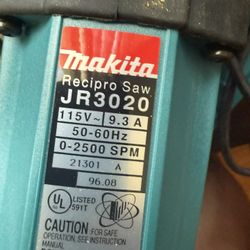 makita
Recipro Saw
JR3020
115V~ 9.3 A
50-60Hz
0-2500 SPM
21301 A
96.08
UL
LISTED
591T
CAUTION: FOR SAFE
OPERATION, SEE INSTRUCTION
MANUAL